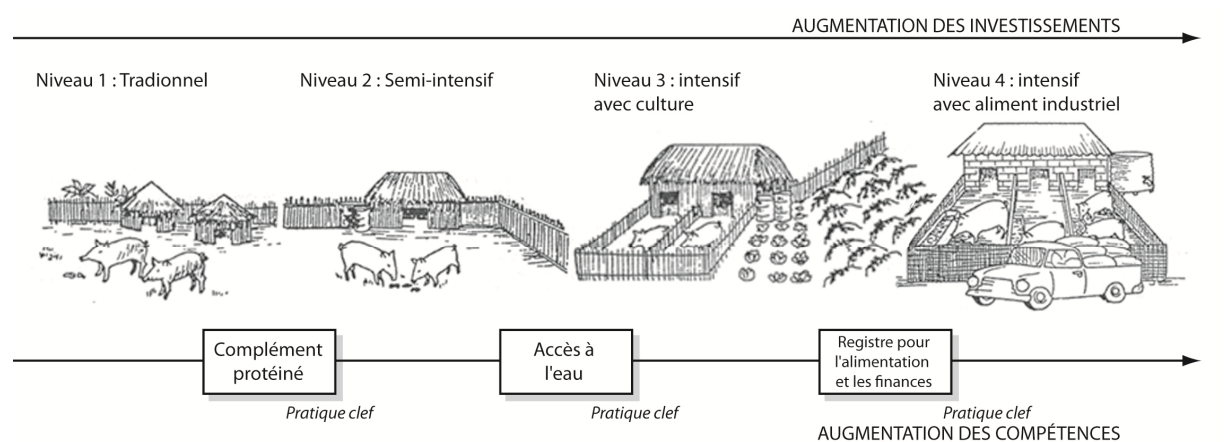 AUGMENTATION DES INVESTISSEMENTS
Niveau 1 : Tradionnel
Niveau 2 : Semi-intensif
Niveau 3 : intensif
avec culture
Niveau 4 : intensif
avec aliment industriel
Complément
protéiné
Pratique clef
Accès à
l'eau
Pratique clef
Registre pour
l'alimentation
et les finances
Pratique clef
AUGMENTATION DES COMPÉTENCES